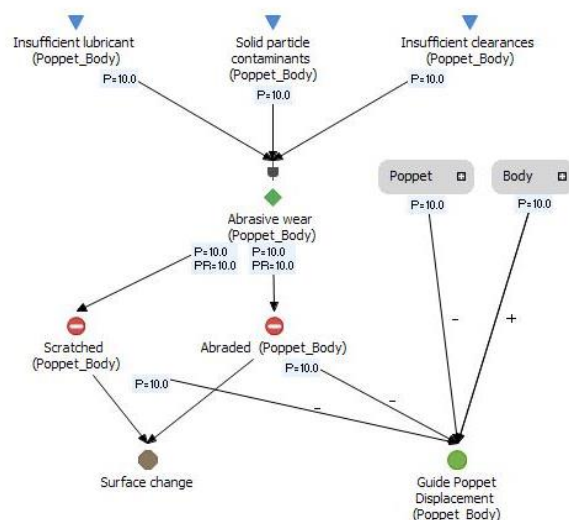 Insufficient lubricant
(Poppet_Body)
Solid particle
contaminants
(Poppet_Body)
Insufficient clearances
(Poppet_Body)
P=10.0
P=10.0
P=10.0
Poppet
Body
P=10.0
P=10.0
Abrasive wear
(Poppet_Body)
P=10.0
PR=10.0
P=10.0
PR=10.0
-
+
Scratched
(Poppet_Body)
Abraded (Poppet_Body)
P=10.0
P=10.0
-
-
Surface change
Guide Poppet
Displacement
(Poppet_Body)